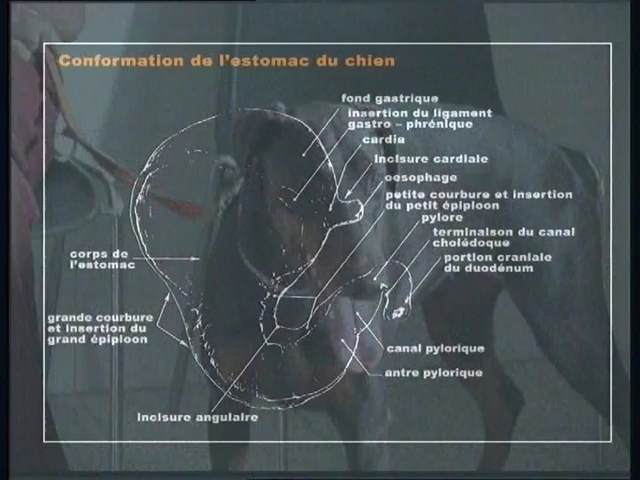 Conformation de l'estomac du chien
fond gastrique
insertion du ligament
gastro – phrénique
cardia
incisure cardiale
oesophage
petite courbure et insertion
du petit épiploon
pylore
terminaison du canal
cholédoque
portion craniale
du duodénum
corps de
l'estomac
grande courbure
et insertion du
grand épiploon
canal pylorique
antre pylorique
incisure angulaire